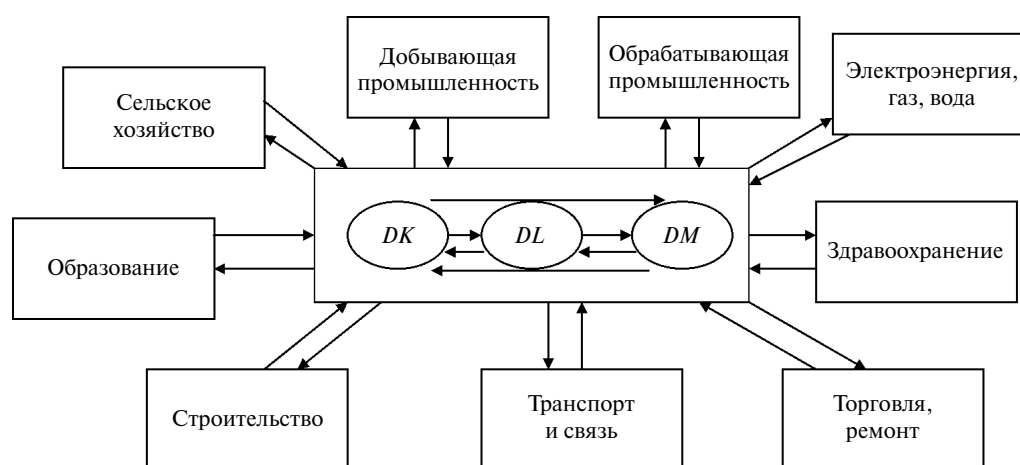 Добывающая
промышленность
Обрабатывающая
промышленность
Электроэнергия,
газ, вода
Сельское
хозяйство
DK
DL
DM
Образование
Здравоохранение
Строительство
Транспорт
и связь
Торговля,
ремонт